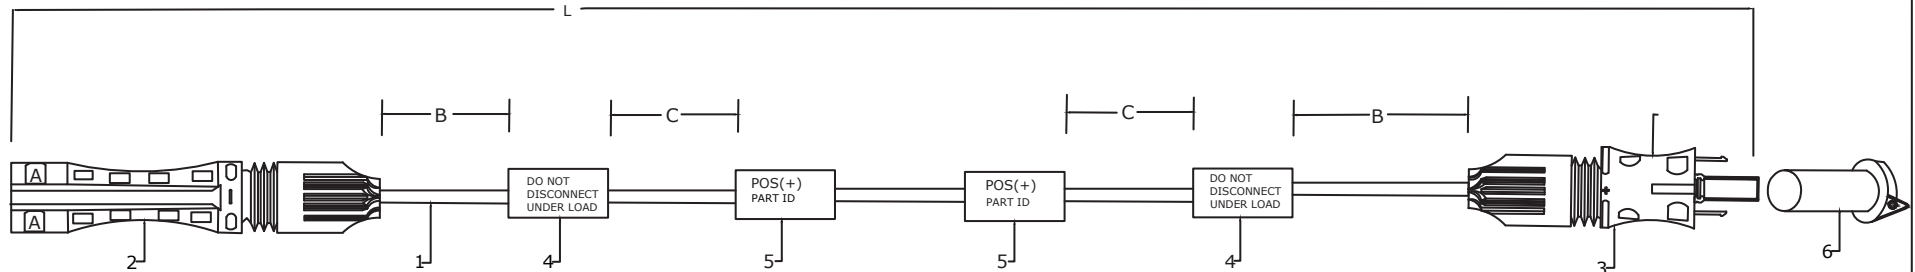 L
B
C
C
B
A
A
DO NOT
DISCONNECT
UNDER LOAD
POS(+)
PART ID
POS(+)
PART ID
DO NOT
DISCONNECT
UNDER LOAD
+
2
1
4
5
5
4
3
6